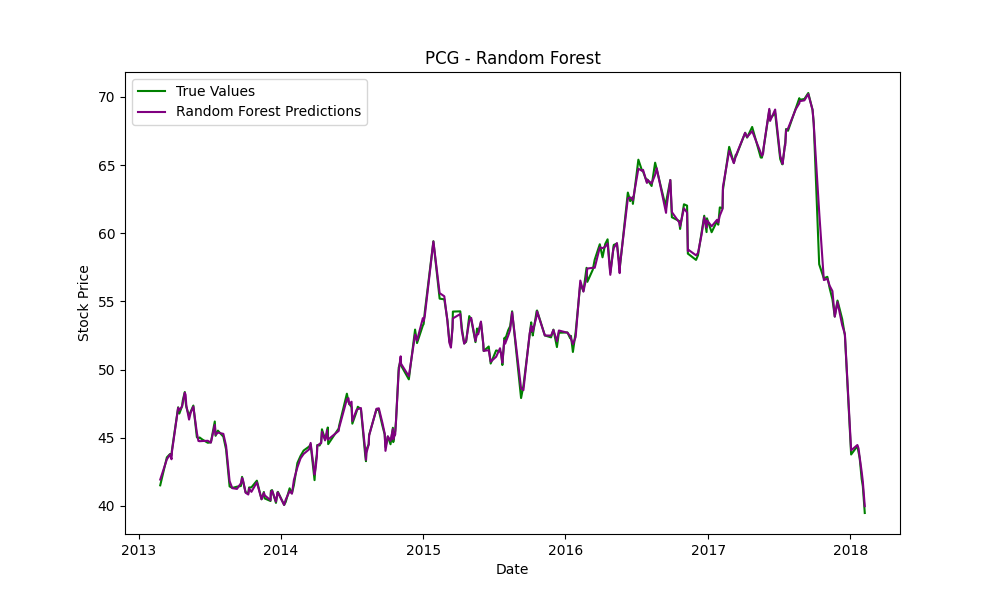 PCG - Random Forest
True Values
Random Forest Predictions
70
65
60
55
50
45
40
Stock Price
2013 2014 2015 2016 2017 2018
Date